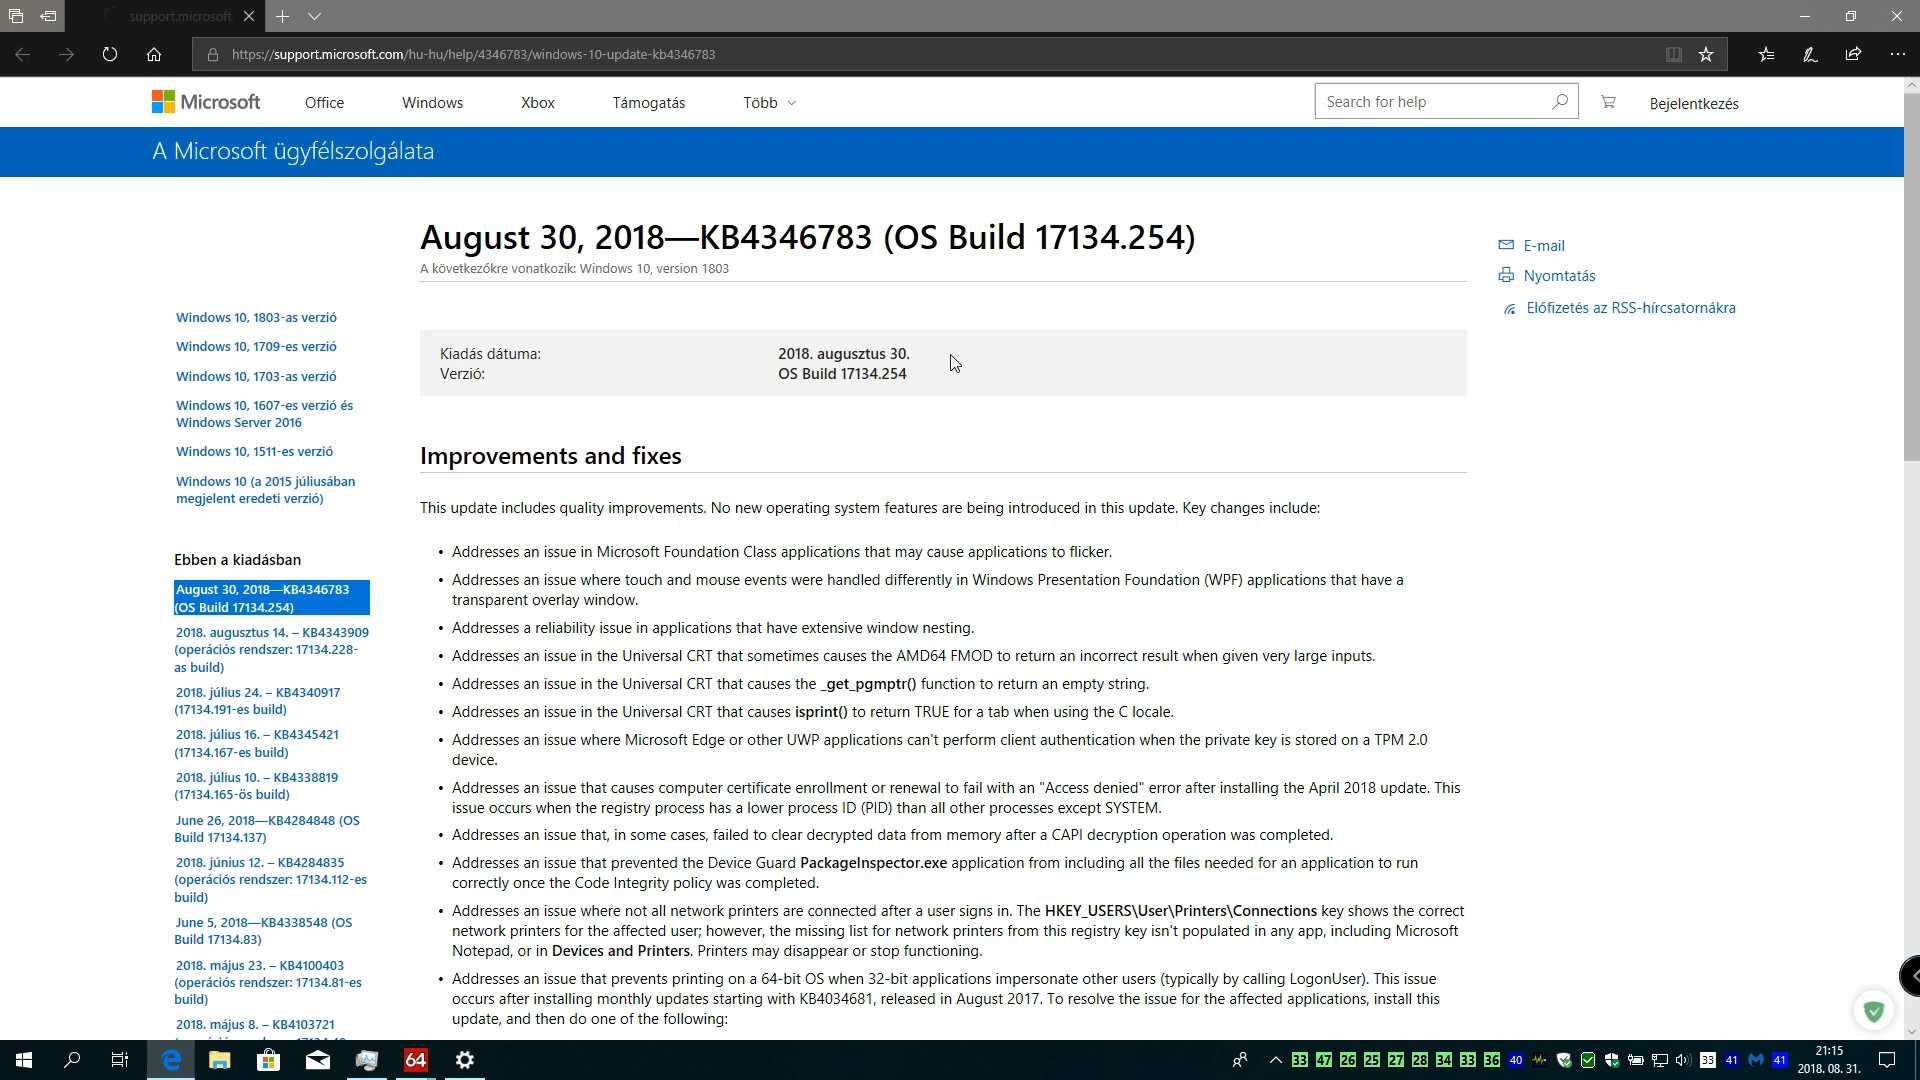 support.microsoft
https://support.microsoft.com/hu-hu/help/4346783/windows-10-update-kb4346783
Microsoft
Office
Windows
Xbox
Támogatás
Több
Search for help
Bejelentkezés
A Microsoft ügyfélszolgálata
August 30, 2018—KB4346783 (OS Build 17134.254)
A következőkre vonatkozik: Windows 10, version 1803
E-mail
Nyomtatás
Előfizetés az RSS-hírcsatornákra
Windows 10, 1803-as verzió
Windows 10, 1709-es verzió
Windows 10, 1703-as verzió
Windows 10, 1607-es verzió és
Windows Server 2016
Windows 10, 1511-es verzió
Windows 10 (a 2015 júliusában
megjelent eredeti verzió)
Ebben a kiadásban
August 30, 2018—KB4346783
(OS Build 17134.254)
2018. augusztus 14. – KB4343909
(operációs rendszer: 17134.228-
as build)
2018. július 24. – KB4340917
(17134.191-es build)
2018. július 16. – KB4345421
(17134.167-es build)
2018. július 10. – KB4338819
(17134.165-ös build)
June 26, 2018—KB4284848 (OS
Build 17134.137)
2018. június 12. – KB4284835
(operációs rendszer: 17134.112-es
build)
June 5, 2018—KB4338548 (OS
Build 17134.83)
2018. május 23. – KB4100403
(operációs rendszer: 17134.81-es
build)
2018. május 8. – KB4103721
Kiadás dátuma:
2018. augusztus 30.
Verzió:
OS Build 17134.254
Improvements and fixes
This update includes quality improvements. No new operating system features are being introduced in this update. Key changes include:
• Addresses an issue in Microsoft Foundation Class applications that may cause applications to flicker.
• Addresses an issue where touch and mouse events were handled differently in Windows Presentation Foundation (WPF) applications that have a
transparent overlay window.
• Addresses a reliability issue in applications that have extensive window nesting.
• Addresses an issue in the Universal CRT that sometimes causes the AMD64 FMOD to return an incorrect result when given very large inputs.
• Addresses an issue in the Universal CRT that causes the _get_pgmptr() function to return an empty string.
• Addresses an issue in the Universal CRT that causes isprint() to return TRUE for a tab when using the C locale.
• Addresses an issue where Microsoft Edge or other UWP applications can't perform client authentication when the private key is stored on a TPM 2.0
device.
• Addresses an issue that causes computer certificate enrollment or renewal to fail with an "Access denied" error after installing the April 2018 update. This
issue occurs when the registry process has a lower process ID (PID) than all other processes except SYSTEM.
• Addresses an issue that, in some cases, failed to clear decrypted data from memory after a CAPI decryption operation was completed.
• Addresses an issue that prevented the Device Guard PackageInspector.exe application from including all the files needed for an application to run
correctly once the Code Integrity policy was completed.
• Addresses an issue where not all network printers are connected after a user signs in. The HKEY_USERS\User\Printers\Connections key shows the correct
network printers for the affected user; however, the missing list for network printers from this registry key isn't populated in any app, including Microsoft
Notepad, or in Devices and Printers. Printers may disappear or stop functioning.
• Addresses an issue that prevents printing on a 64-bit OS when 32-bit applications impersonate other users (typically by calling LogonUser). This issue
occurs after installing monthly updates starting with KB4034681, released in August 2017. To resolve the issue for the affected applications, install this
update, and then do one of the following:
64
33 47 26 25 27 28 34 33 36 40
33 41 41
21:15
2018. 08. 31.